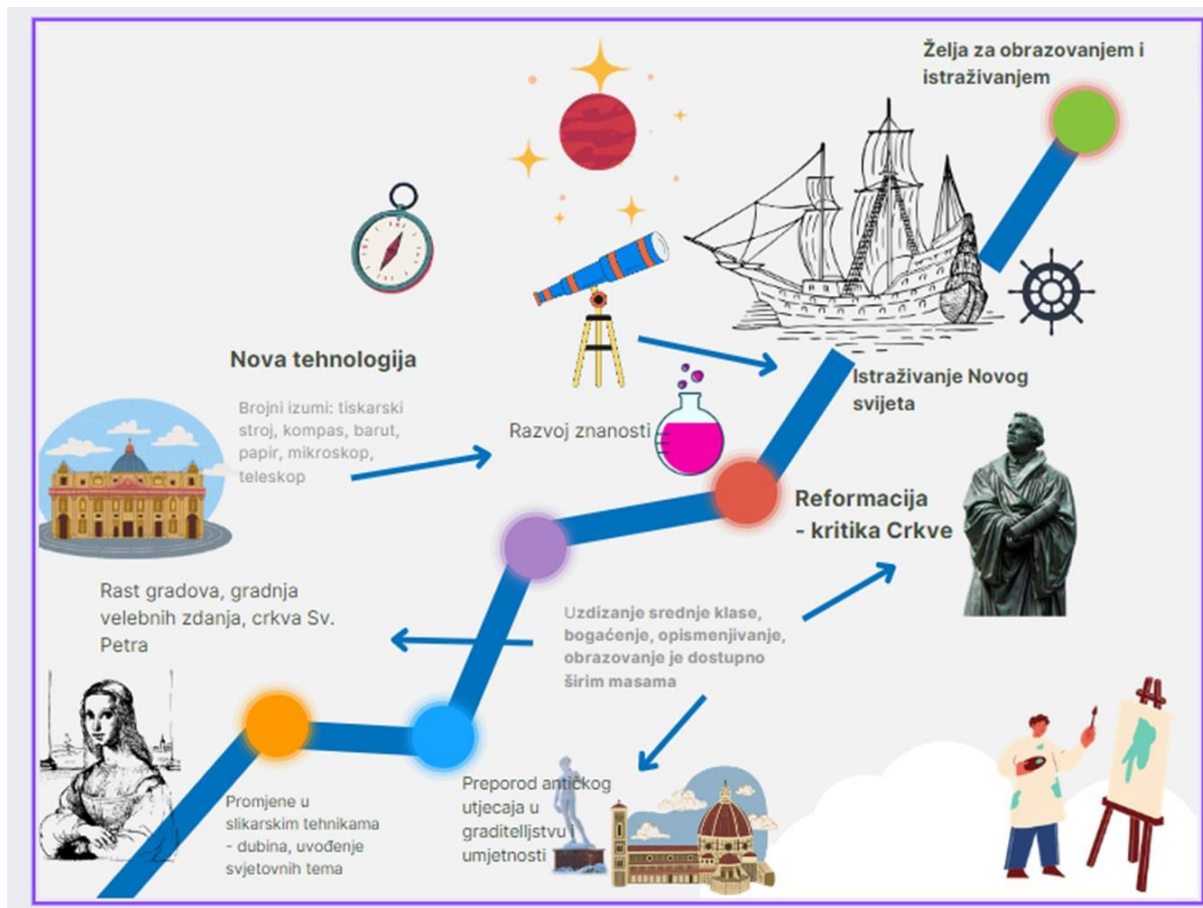 Želja za obrazovanjem i
istraživanjem
Nova tehnologija
Brojni izumi: tiskarski
stroj, kompas, barut,
papir, mikroskop,
teleskop
Razvoj znanosti
Istraživanje Novog
svijeta
Reformacija
- kritika Crkve
Rast gradova, gradnja
velebnih zdanja, crkva Sv.
Petra
Uzdizanje srednje klase,
bogaćenje, opismenjivanje,
obrazovanje je dostupno
širim masama
Promjene u
slikarskim tehnikama
- dubina, uvođenje
svjetovnih tema
Preporod antičkog
utjecaja u
graditelljstvu i
umjetnosti